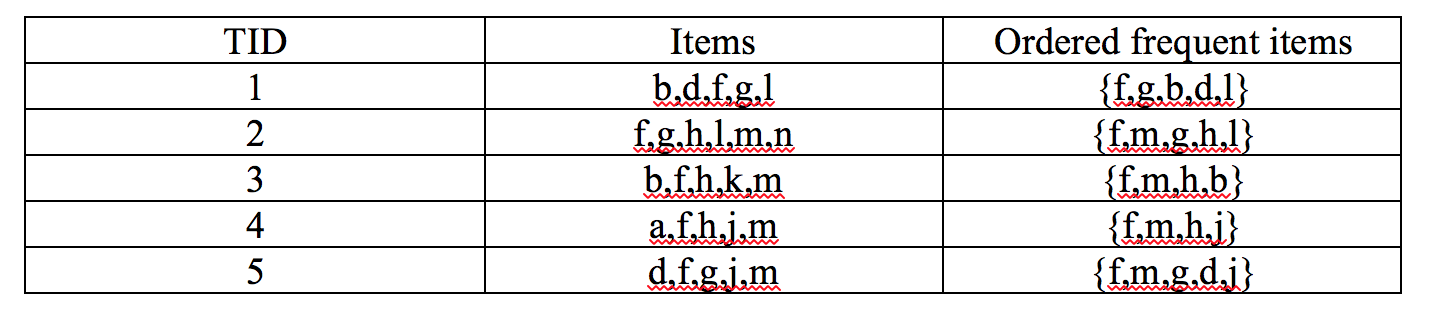 TID Items Ordered frequent items
1 b,d,f,g,l {f,g,b,d,l}
2 f,g,h,l,m,n {f,m,g,h,l}
3 b,f,h,k,m {f,m,h,b}
4 a,f,h,j,m {f,m,h,j}
5 d,f,g,j,m {f,m,g,d,j}